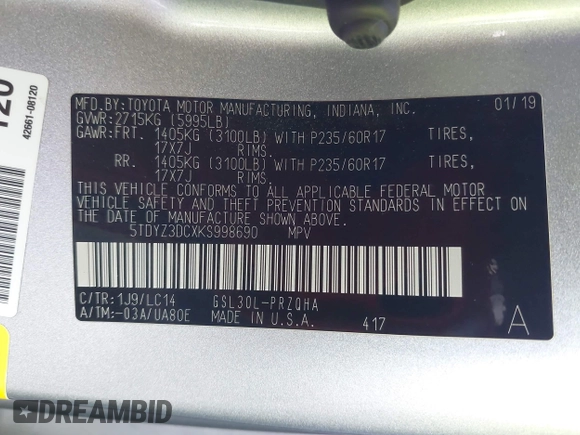 MFD.BY:TOYOTA MOTOR MANUFACTURING, INDIANA, INC. 01/19
GVWR:2715KG (5995LB)
GAWR:FRT. 1405KG (3100LB) WITH P235/60R17 TIRES,
17X7J RIMS.
RR. 1405KG (3100LB) WITH P235/60R17 TIRES,
17X7J RIMS.
THIS VEHICLE CONFORMS TO ALL APPLICABLE FEDERAL MOTOR
VEHICLE SAFETY AND THEFT PREVENTION STANDARDS IN EFFECT ON
THE DATE OF MANUFACTURE SHOWN ABOVE.
5TDYZ3DCXKS998690 MPV
C/TR:1J9/LC14 GSL30L-PRZQHA
A/TM:-03A/UA80E MADE IN U.S.A. 417 A
42661-08120
DREAMBID